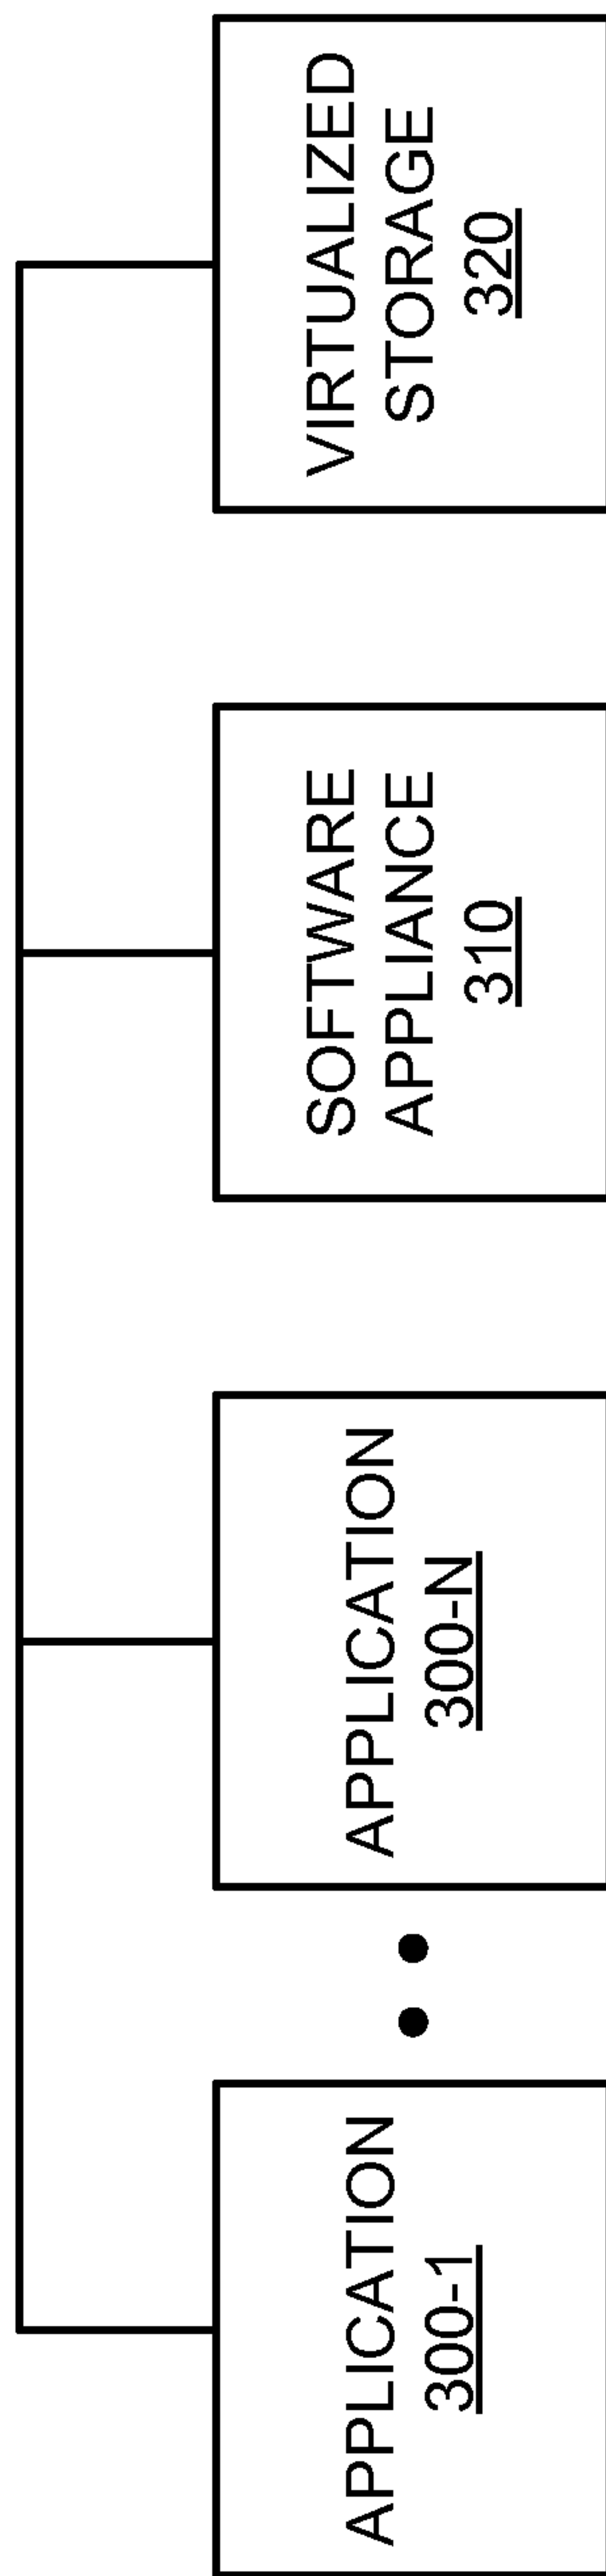 APPLICATION
300-1
APPLICATION
300-N
SOFTWARE
APPLIANCE
310
VIRTUALIZED
STORAGE
320